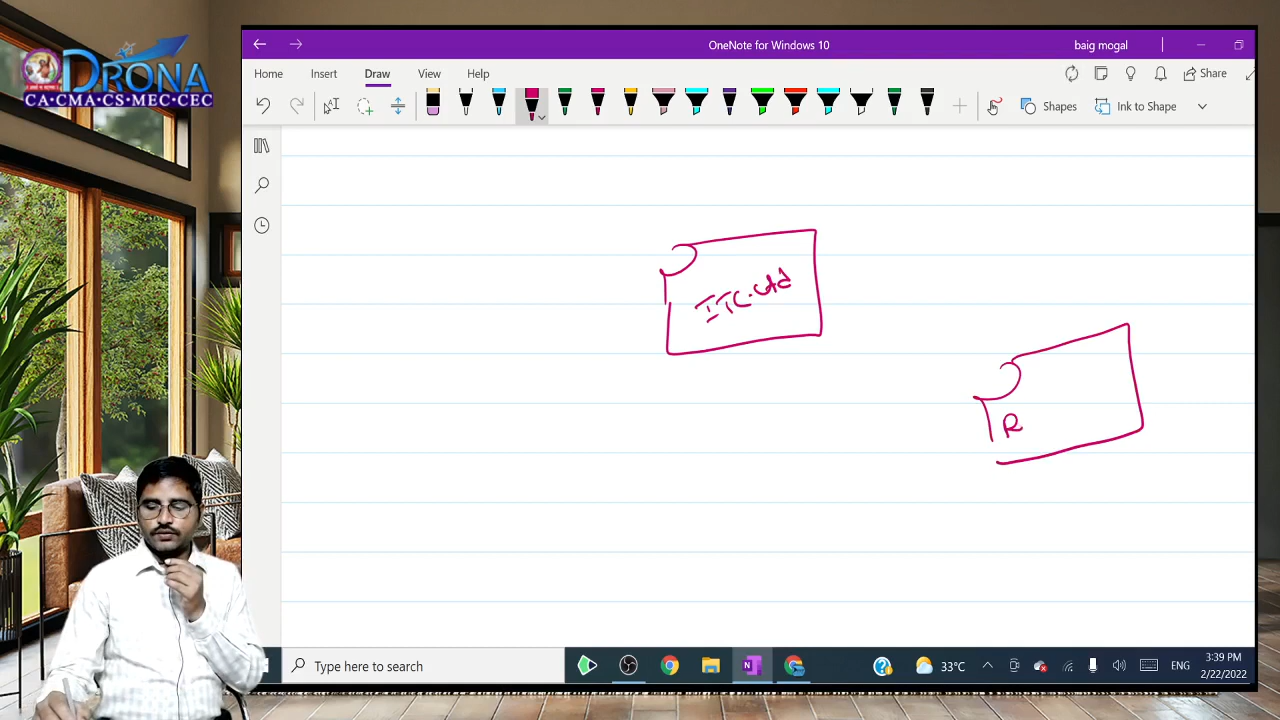 DRONA
CA.CMA.CS.MEC.CEC
OneNote for Windows 10
baig mogal
Home
Insert
Draw
View
Help
Share
Shapes
Ink to Shape
ITC.Ltd
R
Type here to search
33°C
ENG
3:39 PM
2/22/2022